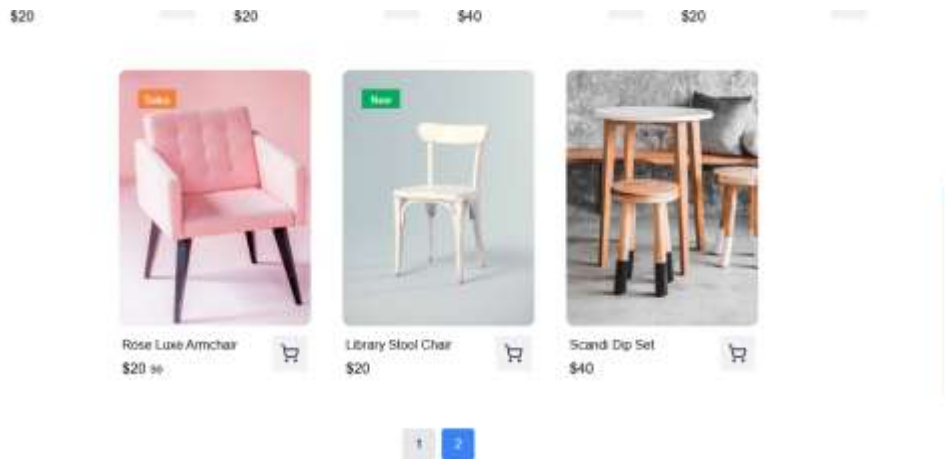 $20 $20 $40 $20
Sales
New
Rose Luxe Armchair
$20
Library Stool Chair
$20
Scandi Dip Set
$40
1 2